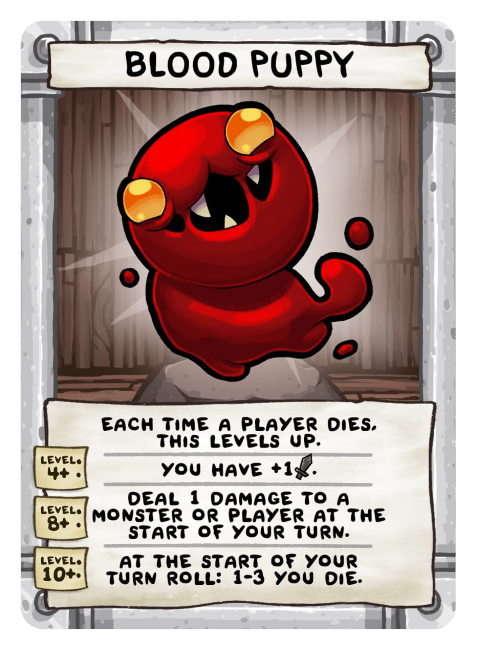 BLOOD PUPPY
EACH TIME A PLAYER DIES,
THIS LEVELS UP.
LEVEL.
4+.
YOU HAVE +1.
LEVEL.
8+.
DEAL 1 DAMAGE TO A
MONSTER OR PLAYER AT THE
START OF YOUR TURN.
LEVEL.
10+.
AT THE START OF YOUR
TURN ROLL: 1-3 YOU DIE.